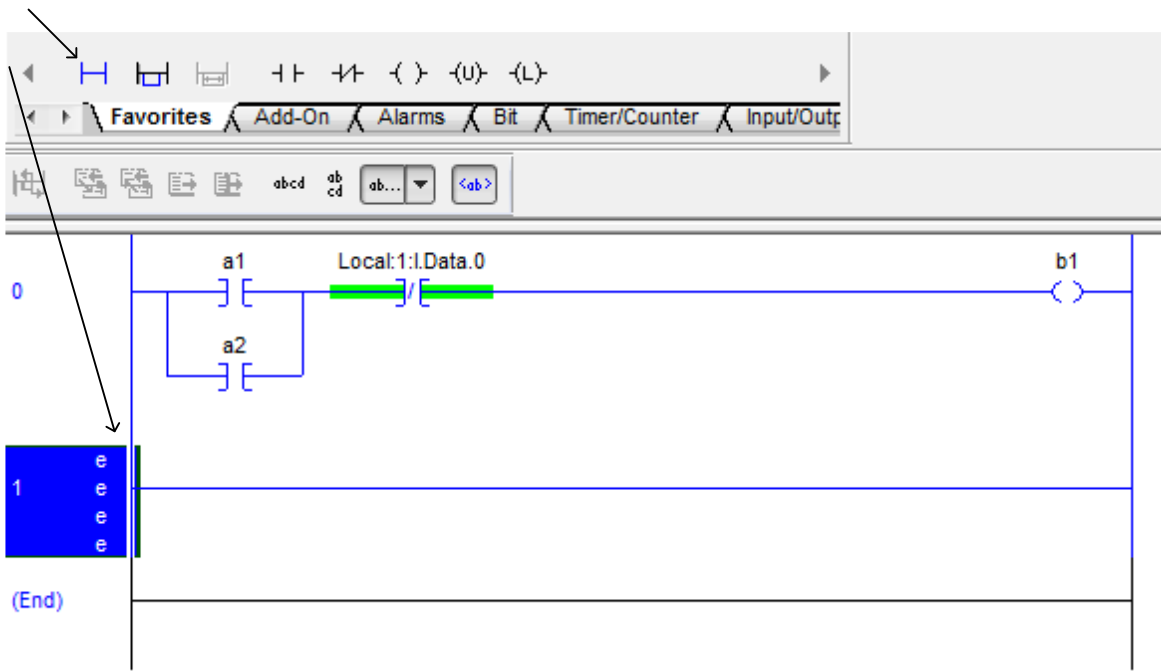 (U) (L)
Favorites Add-On Alarms Bit Timer/Counter Input/Outp
abcd ab cd ab... <ab>
a1 Local:1:I.Data.0 b1
0
a2
e
1 e
e
e
(End)